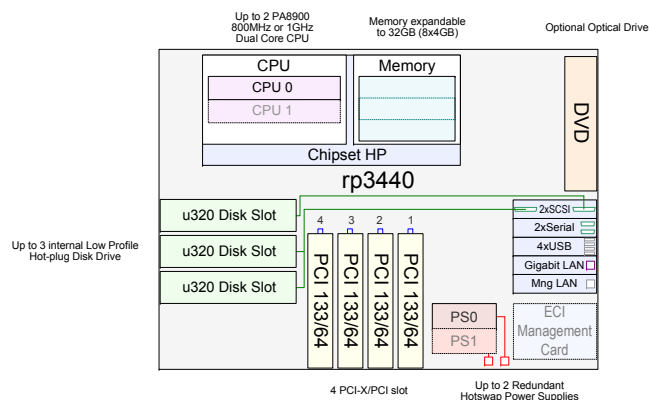 Up to 2 PA8900
800MHz or 1GHz
Dual Core CPU
Memory expandable
to 32GB (8x4GB)
Optional Optical Drive
CPU
Memory
CPU 0
CPU 1
DVD
Chipset HP
rp3440
u320 Disk Slot
u320 Disk Slot
u320 Disk Slot
Up to 3 internal Low Profile
Hot-plug Disk Drive
4
3
2
1
PCI 133/64
PCI 133/64
PCI 133/64
PCI 133/64
2xSCSI
2xSerial
4xUSB
Gigabit LAN
Mng LAN
PS0
PS1
ECI
Management
Card
4 PCI-X/PCI slot
Up to 2 Redundant
Hotswap Power Supplies